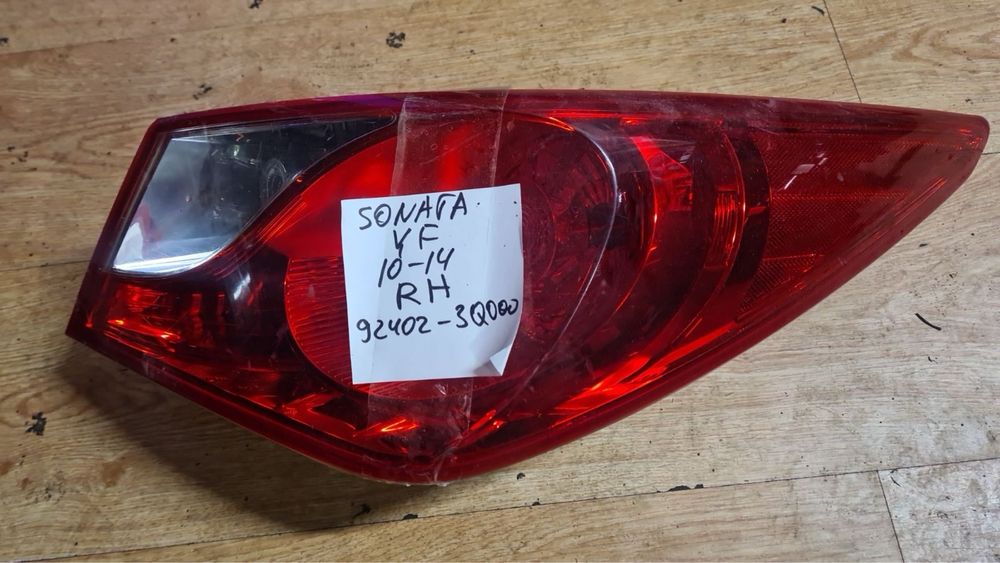 SONATA
YF
10-14
RH
92402-3Q000